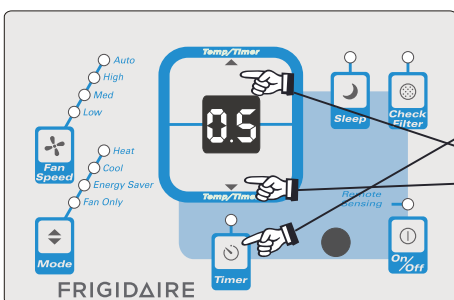 Temp/Timer
Auto
High
Med
Low
Fan
Speed
0.5
Sleep
Check
Filter
Heat
Cool
Energy Saver
Fan Only
Mode
Temp/Timer
Remote
Sensing
Timer
On/Off
FRIGIDAIRE